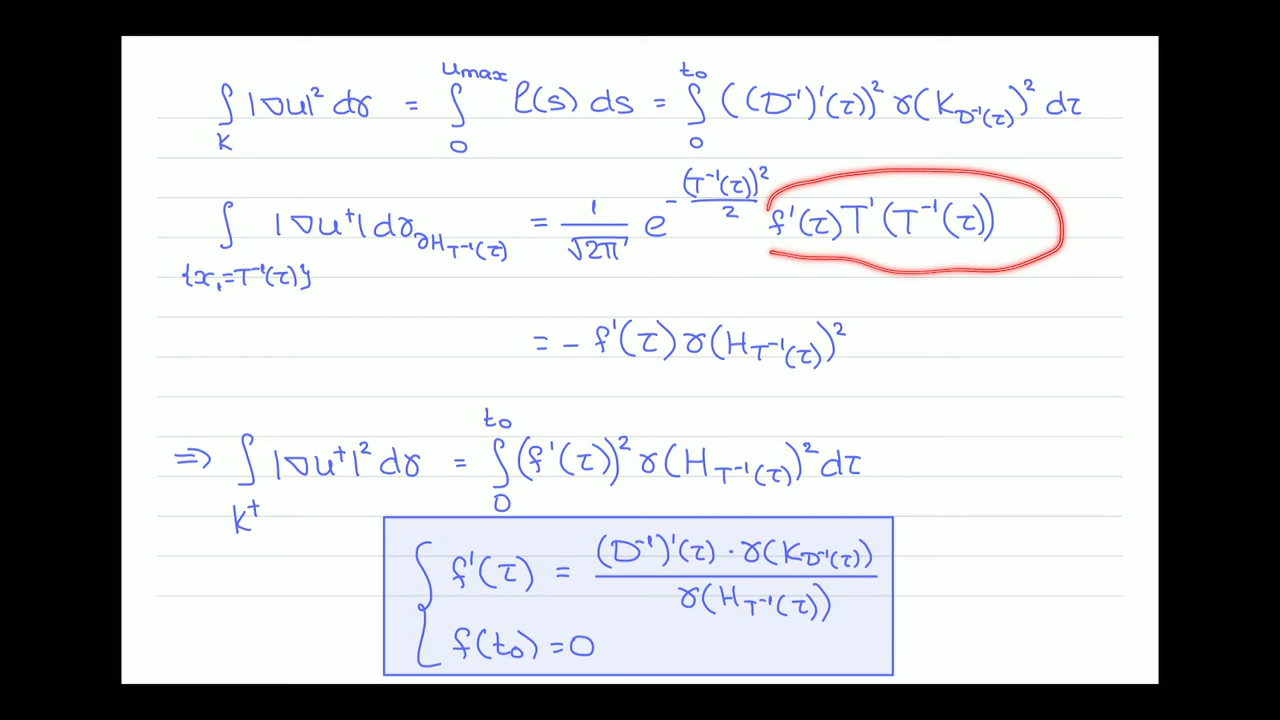 ∫_K |∇u|² dγ = ∫_0^{u_max} l(s) ds = ∫_0^{t_0} ((D⁻¹)'(τ))² γ(K_{D⁻¹(τ)})² dτ
∫_{{x_1=T⁻¹(τ)}} |∇u⁺| dγ_{∂H_{T⁻¹(τ)}} = 1/√2π e^{-(T⁻¹(τ))²/2} f'(τ)T'(T⁻¹(τ))
= - f'(τ) γ(H_{T⁻¹(τ)})²
⇒ ∫_{K⁺} |∇u⁺|² dγ = ∫_0^{t_0} (f'(τ))² γ(H_{T⁻¹(τ)})² dτ
{ f'(τ) = (D⁻¹)'(τ) · γ(K_{D⁻¹(τ)}) / γ(H_{T⁻¹(τ)})
f(t_0) = 0